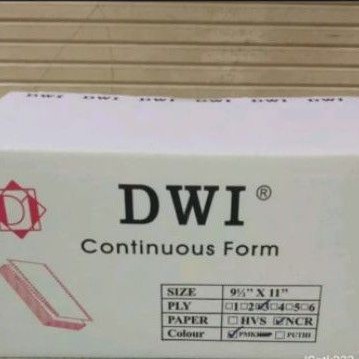 DWI DWI DWI DWI DWI DWI
DWI®
Continuous Form
SIZE 9½" X 11"
PLY □1□2☑3□4□5□6
PAPER □HVS ☑NCR
Colour ☑PMK □PUTIH